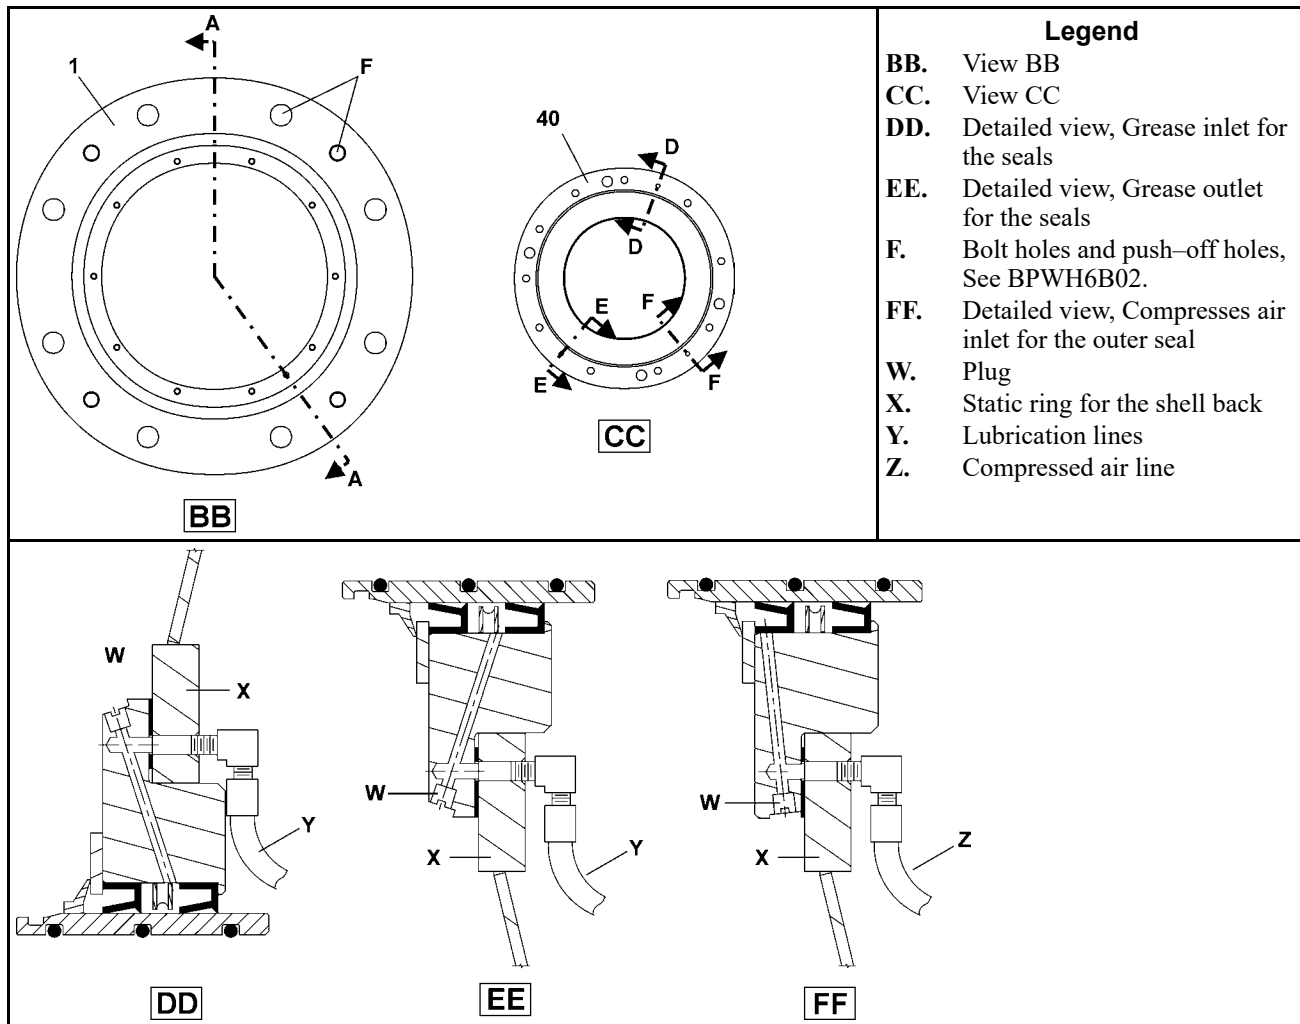 A
1
F
A
BB
40
D
D
E
F
E
F
CC
Legend
BB. View BB
CC. View CC
DD. Detailed view, Grease inlet for
the seals
EE. Detailed view, Grease outlet
for the seals
F. Bolt holes and push–off holes,
See BPWH6B02.
FF. Detailed view, Compresses air
inlet for the outer seal
W. Plug
X. Static ring for the shell back
Y. Lubrication lines
Z. Compressed air line
W
X
Y
DD
W
X
Y
EE
W
X
Z
FF